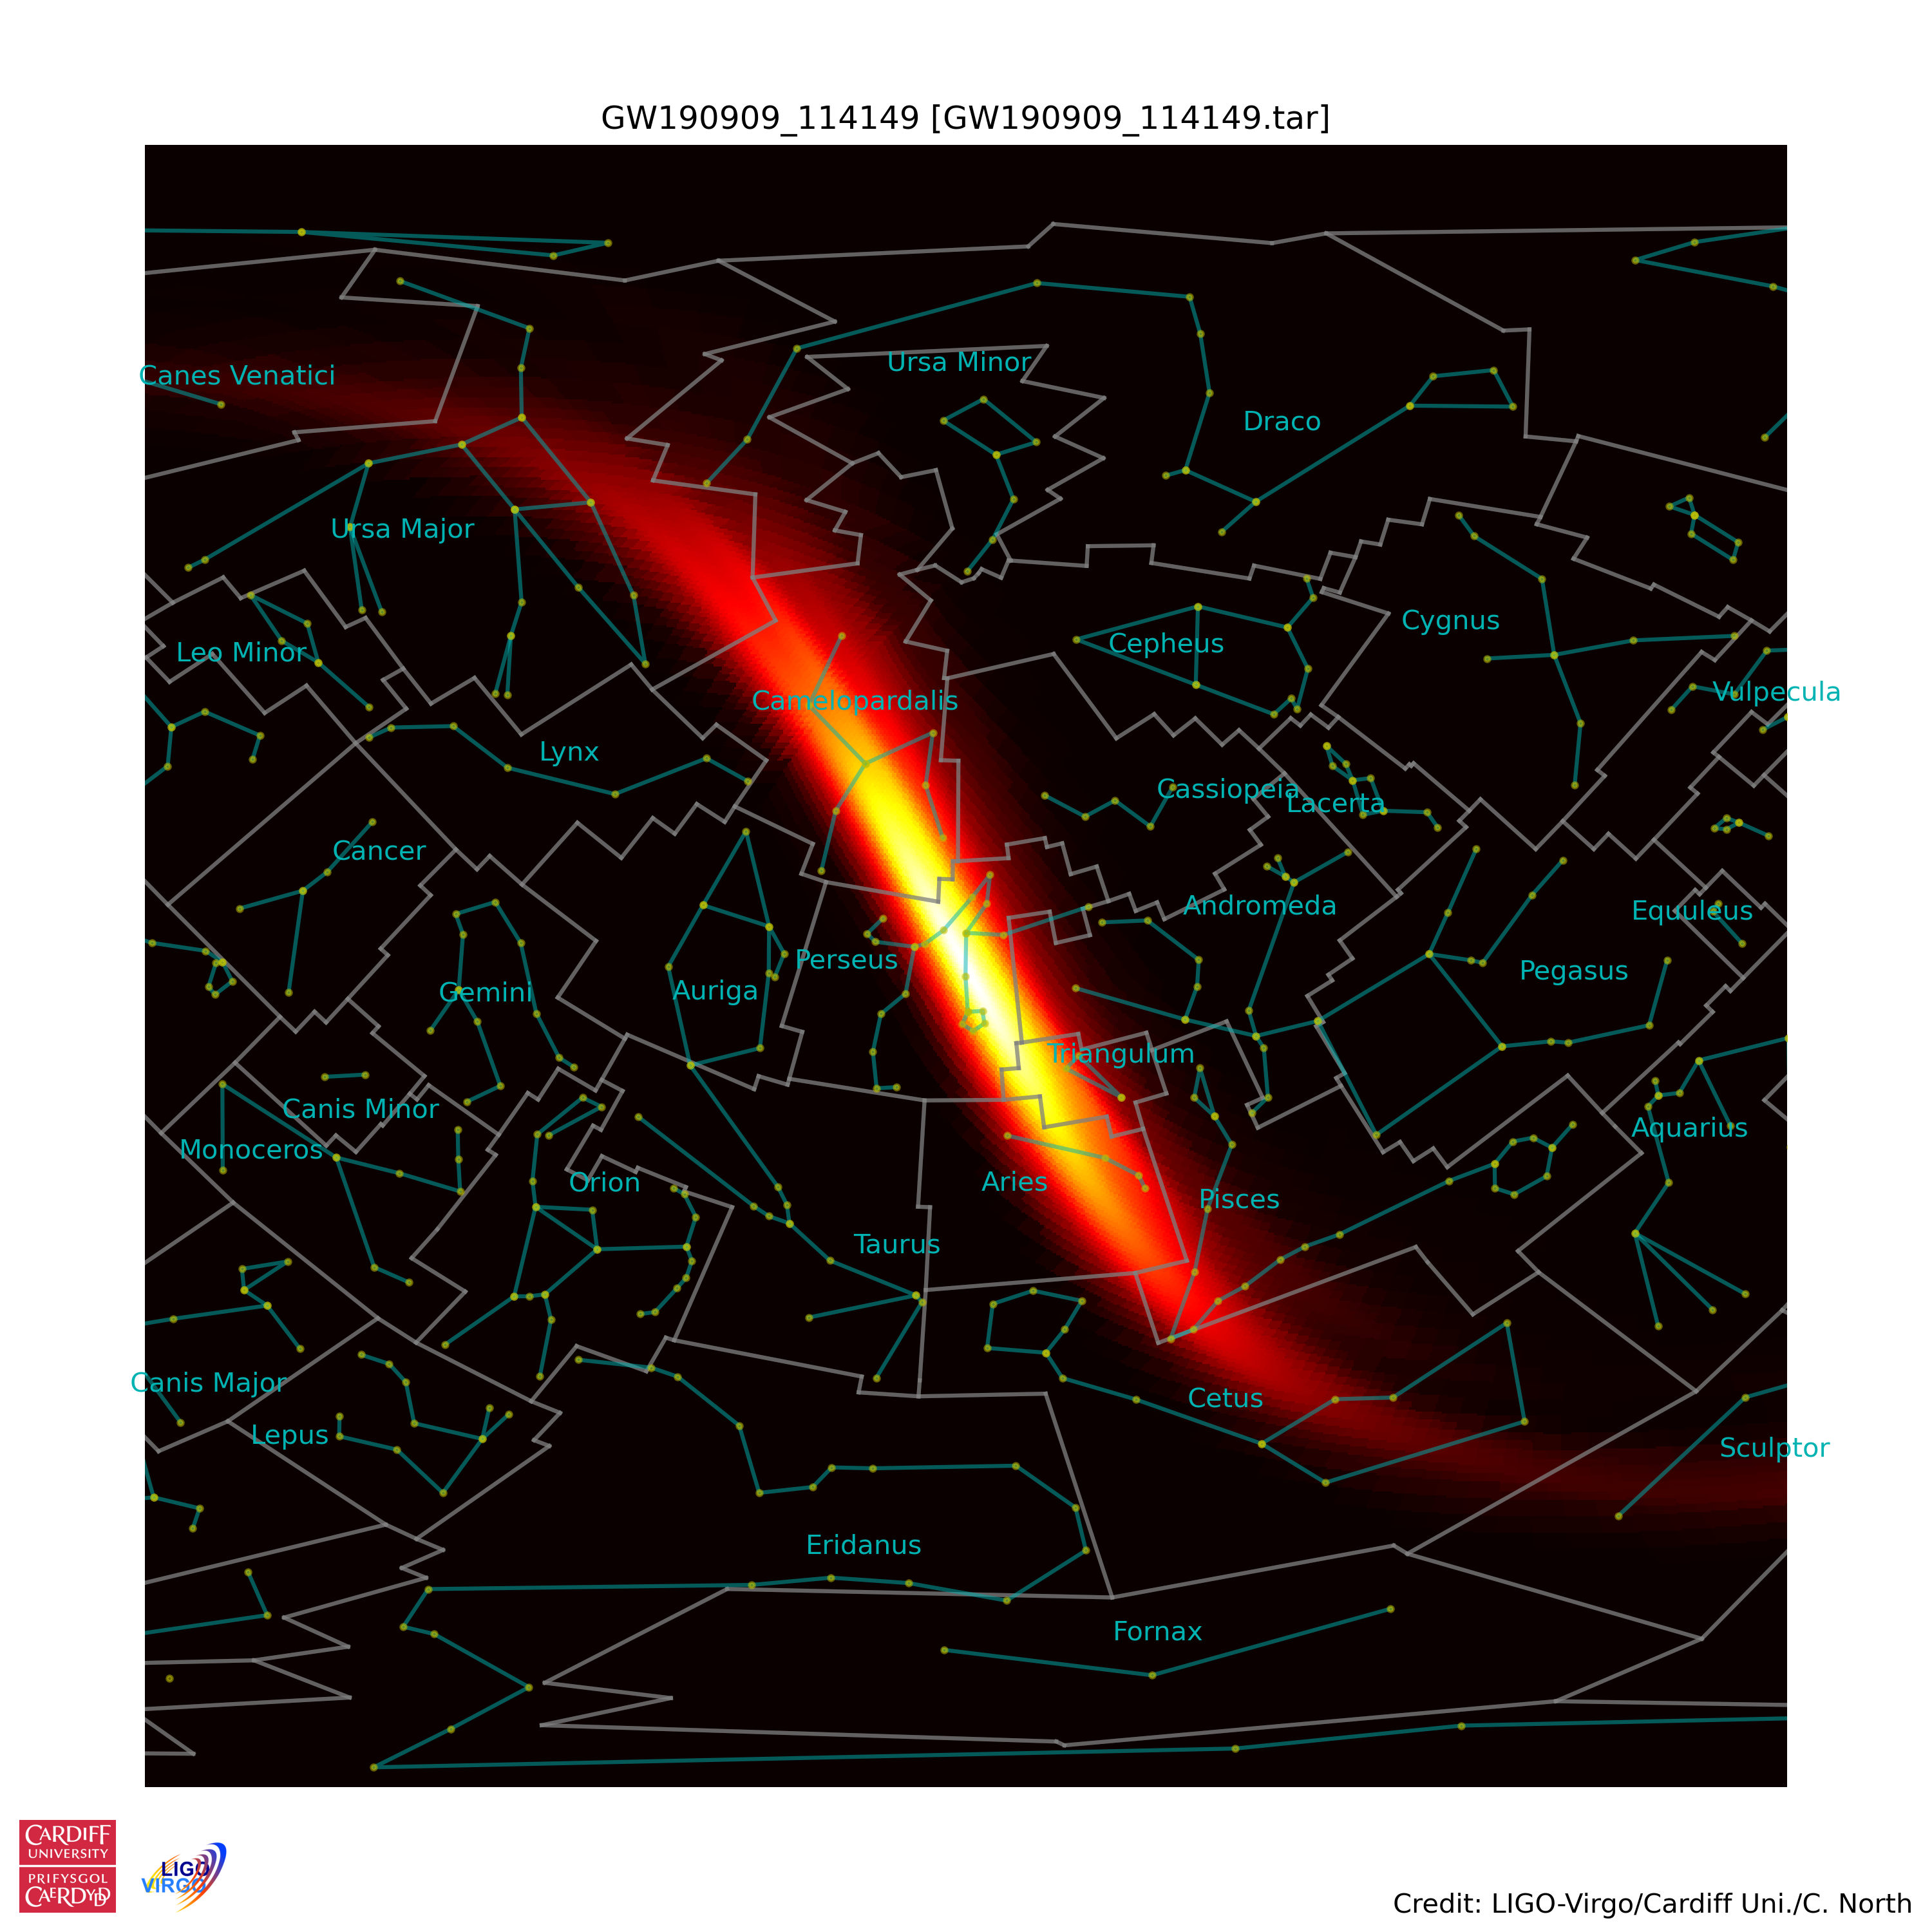 GW190909_114149 [GW190909_114149.tar]
Canes Venatici
Ursa Minor
Draco
Ursa Major
Leo Minor
Cepheus
Cygnus
Camelopardalis
Vulpecula
Lynx
Cassiopeia
Lacerta
Cancer
Andromeda
Equuleus
Perseus
Pegasus
Gemini
Auriga
Triangulum
Canis Minor
Aquarius
Monoceros
Orion
Aries
Pisces
Taurus
Canis Major
Cetus
Lepus
Sculptor
Eridanus
Fornax
CARDIFF
UNIVERSITY
PRIFYSGOL
CAERDYDD
LIGO
VIRGO
Credit: LIGO-Virgo/Cardiff Uni./C. North